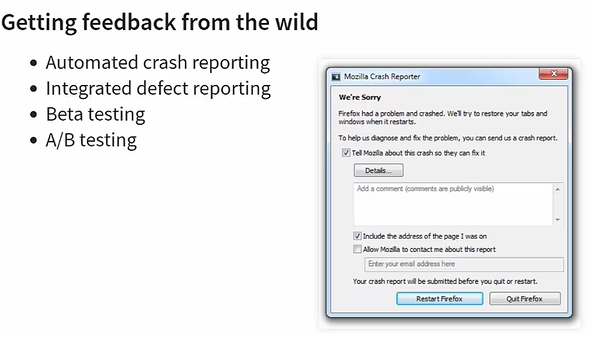 Getting feedback from the wild
Automated crash reporting
Integrated defect reporting
Beta testing
A/B testing
Mozilla Crash Reporter
We're Sorry
Firefox had a problem and crashed. We'll try to restore your tabs and
windows when it restarts.
To help us diagnose and fix the problem, you can send us a crash report.
Tell Mozilla about this crash so they can fix it
Details...
Add a comment (comments are publicly visible)
Include the address of the page I was on
Allow Mozilla to contact me about this report
Enter your email address here
Your crash report will be submitted before you quit or restart.
Restart Firefox
Quit Firefox